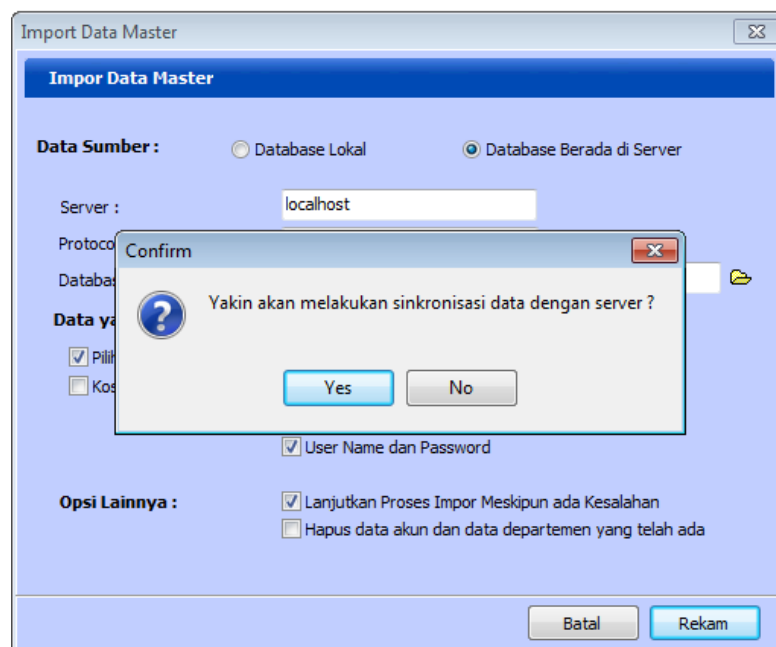 Import Data Master
Impor Data Master
Data Sumber :
Database Lokal
Database Berada di Server
Server :
localhost
Confirm
Yakin akan melakukan sinkronisasi data dengan server ?
Yes
No
User Name dan Password
Opsi Lainnya :
Lanjutkan Proses Impor Meskipun ada Kesalahan
Hapus data akun dan data departemen yang telah ada
Batal
Rekam